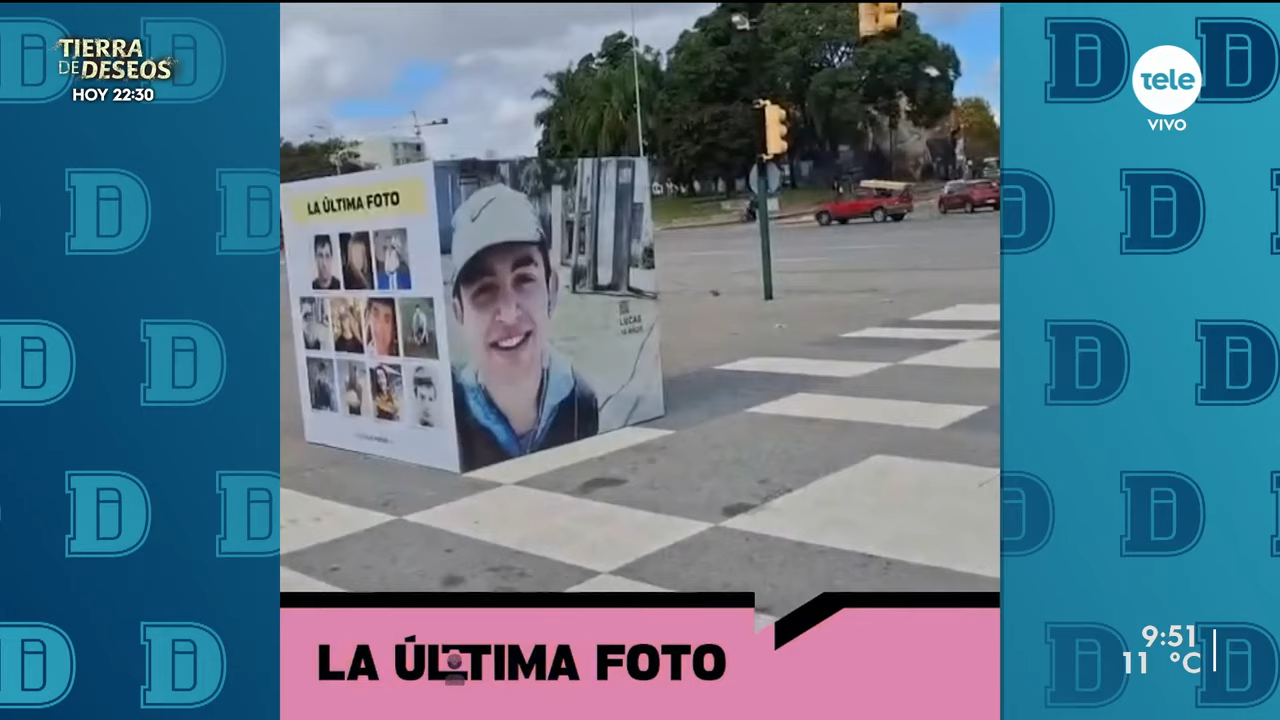 TIERRA
DE DESEOS
HOY 22:30
tele
VIVO
LA ÚLTIMA FOTO
LUCAS
LA ÚLTIMA FOTO
9:51
11 °C